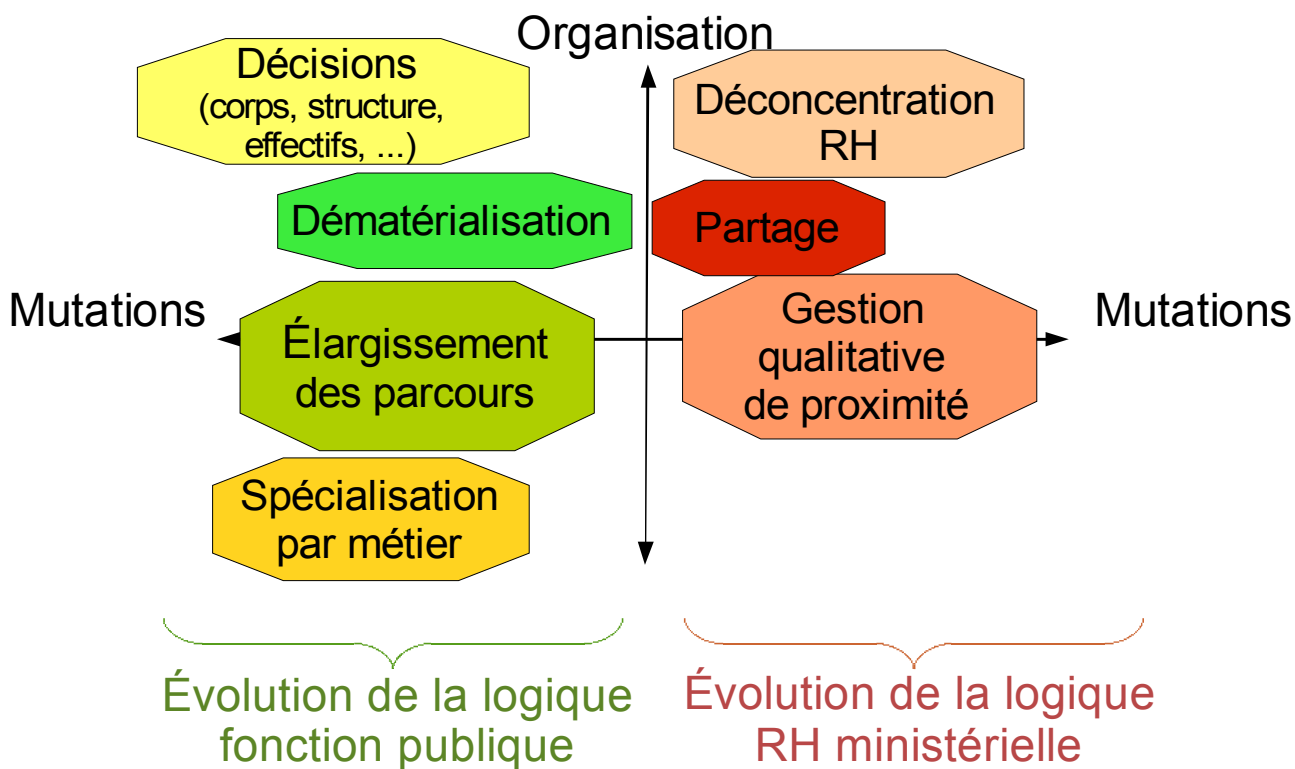 Organisation
Décisions
(corps, structure,
effectifs, ...)
Déconcentration
RH
Dématérialisation
Partage
Mutations
Élargissement
des parcours
Gestion
qualitative
de proximité
Mutations
Spécialisation
par métier
Évolution de la logique
fonction publique
Évolution de la logique
RH ministérielle